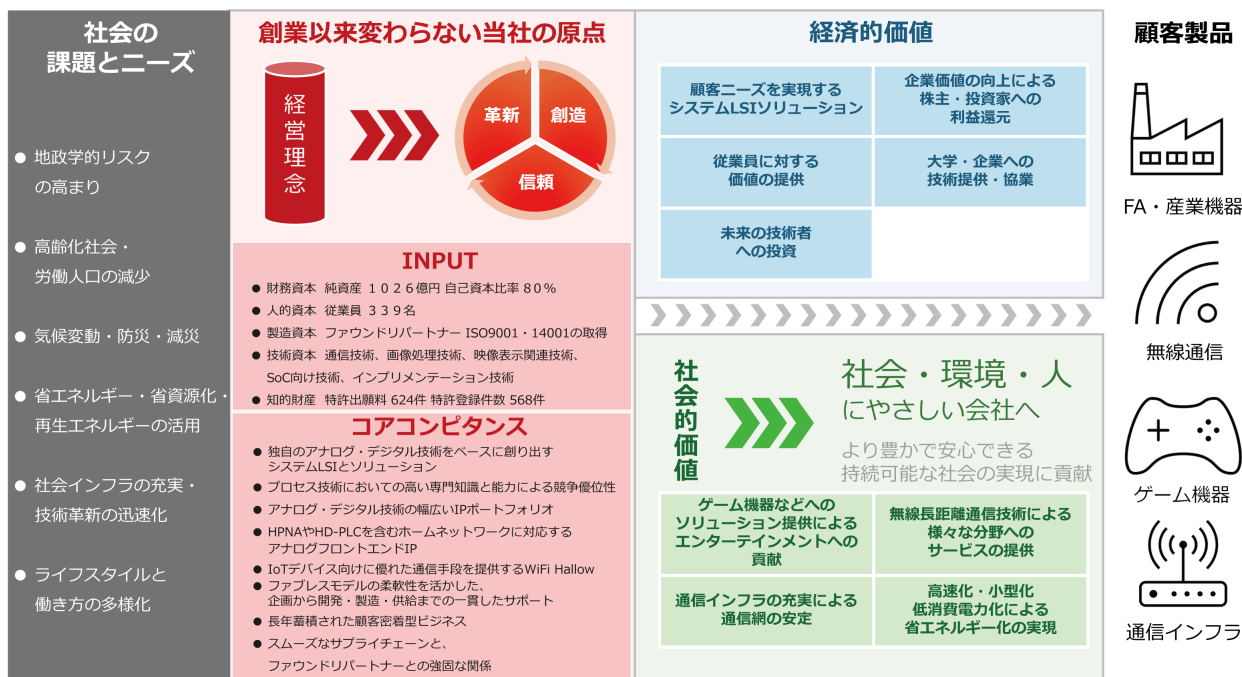 社会の
課題とニーズ
● 地政学的リスク
の高まり
● 高齢化社会・
労働人口の減少
● 気候変動・防災・減災
● 省エネルギー・省資源化・
再生エネルギーの活用
● 社会インフラの充実・
技術革新の迅速化
● ライフスタイルと
働き方の多様化
創業以来変わらない当社の原点
経営理念
革新
創造
信頼
INPUT
● 財務資本 純資産 1026億円 自己資本比率 80%
● 人的資本 従業員 339名
● 製造資本 ファウンドリパートナー ISO9001・14001の取得
● 技術資本 通信技術、画像処理技術、映像表示関連技術、
SoC向け技術、インプリメンテーション技術
● 知的財産 特許出願料 624件 特許登録件数 568件
コアコンピタンス
● 独自のアナログ・デジタル技術をベースに創り出す
システムLSIとソリューション
● プロセス技術においての高い専門知識と能力による競争優位性
● アナログ・デジタル技術の幅広いIPポートフォリオ
● HPNAやHD-PLCを含むホームネットワークに対応する
アナログフロントエンドIP
● IoTデバイス向けに優れた通信手段を提供するWiFi Hallow
● ファブレスモデルの柔軟性を活かした、
企画から開発・製造・供給までの一貫したサポート
● 長年蓄積された顧客密着型ビジネス
● スムーズなサプライチェーンと、
ファウンドリパートナーとの強固な関係
経済的価値
顧客ニーズを実現する
システムLSIソリューション
企業価値の向上による
株主・投資家への
利益還元
従業員に対する
価値の提供
大学・企業への
技術提供・協業
未来の技術者
への投資
社会的価値
社会・環境・人
にやさしい会社へ
より豊かで安心できる
持続可能な社会の実現に貢献
ゲーム機器などへの
ソリューション提供による
エンターテインメントへの
貢献
無線長距離通信技術による
様々な分野への
サービスの提供
通信インフラの充実による
通信網の安定
高速化・小型化
低消費電力化による
省エネルギー化の実現
顧客製品
FA・産業機器
無線通信
ゲーム機器
通信インフラ